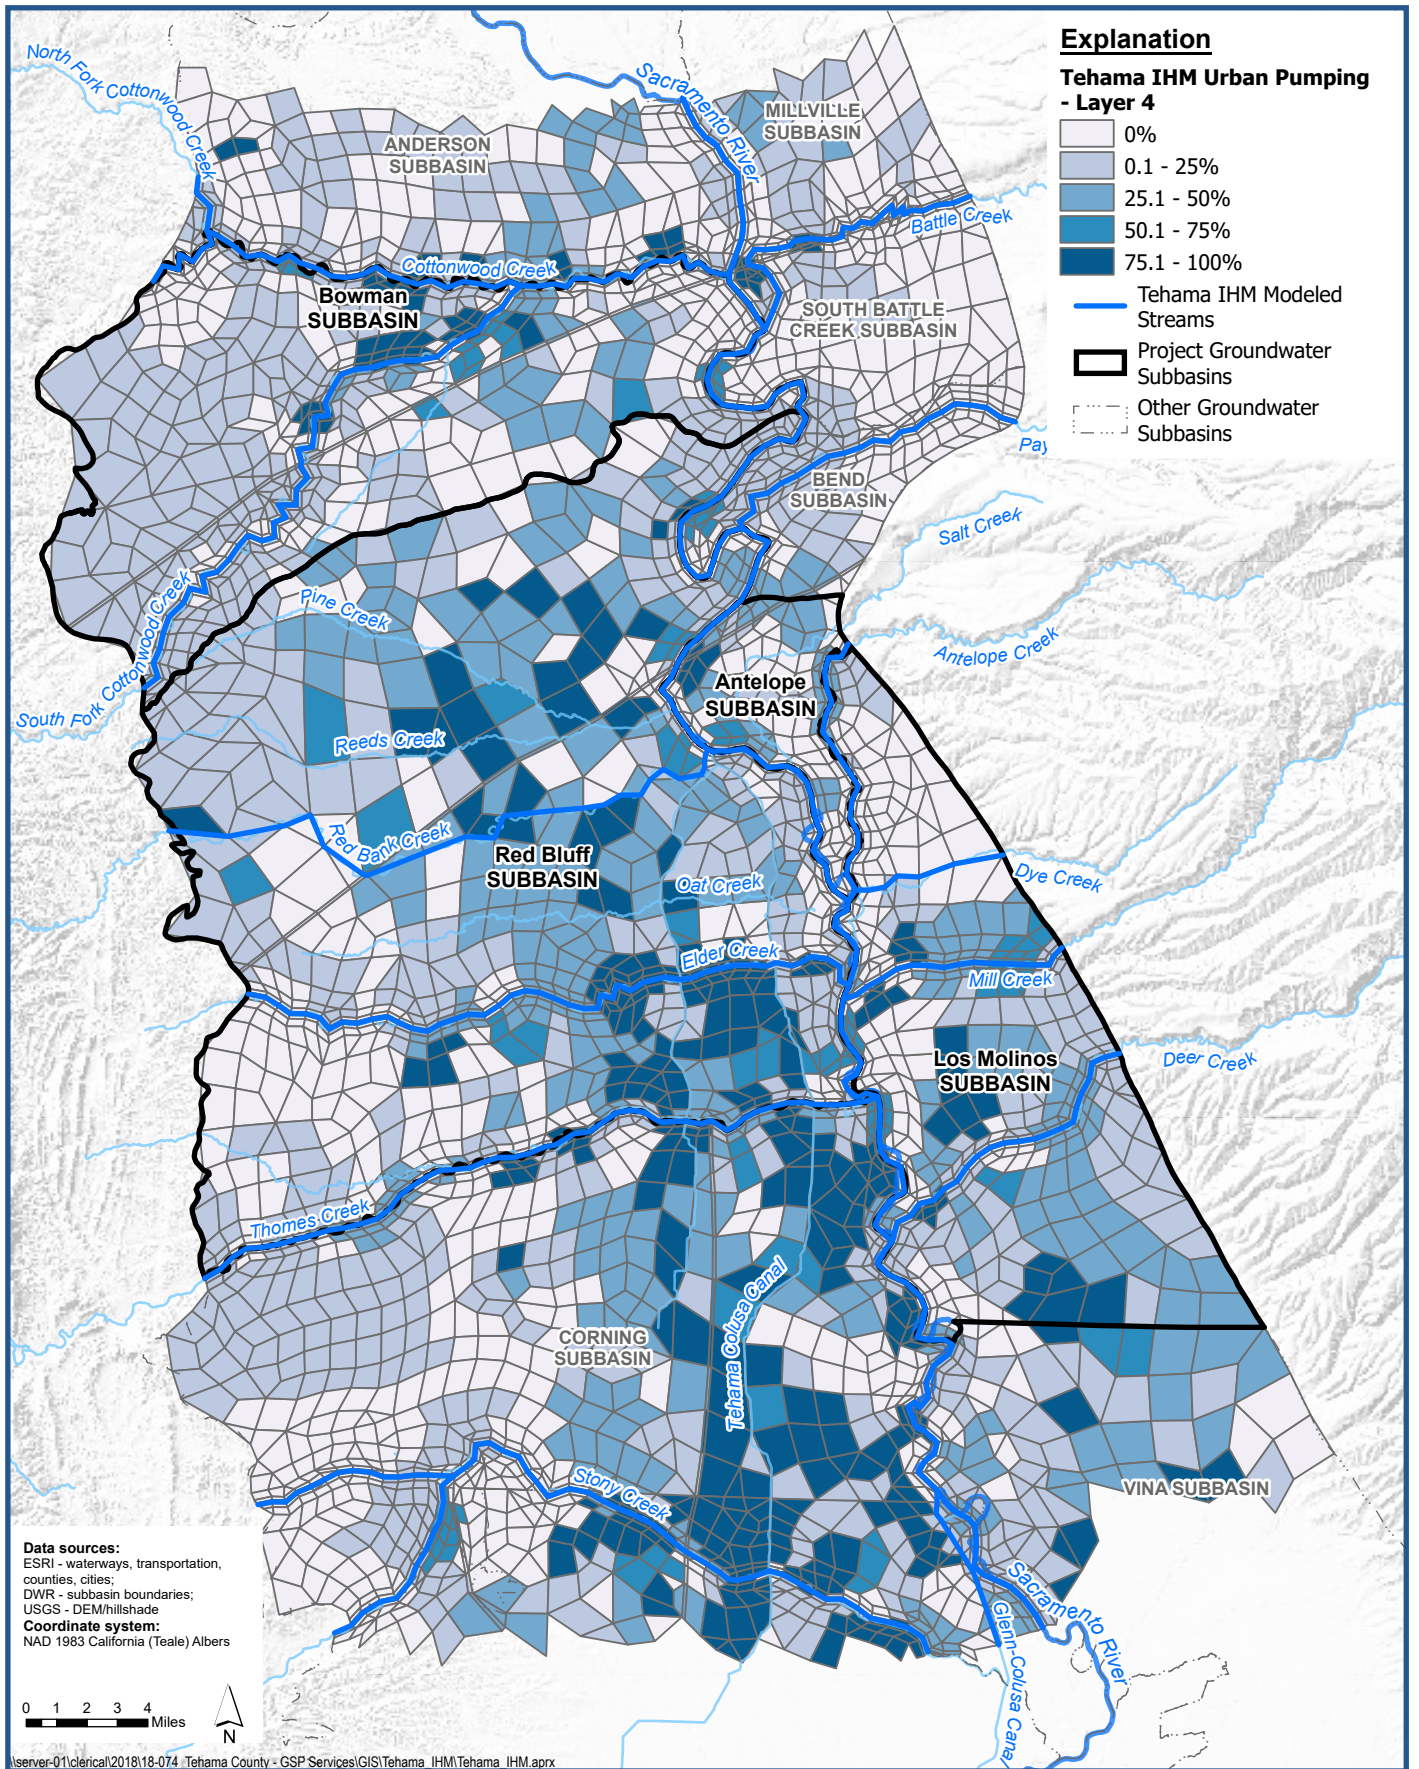 Explanation
Tehama IHM Urban Pumping
- Layer 4
0%
0.1 - 25%
25.1 - 50%
50.1 - 75%
75.1 - 100%
Tehama IHM Modeled
Streams
Project Groundwater
Subbasins
Other Groundwater
Subbasins
North Fork Cottonwood Creek
Sacramento River
MILLVILLE
SUBBASIN
ANDERSON
SUBBASIN
Battle Creek
Cottonwood Creek
Bowman
SUBBASIN
SOUTH BATTLE
CREEK SUBBASIN
Pay
BEND
SUBBASIN
Salt Creek
Pine Creek
South Fork Cottonwood Creek
Antelope Creek
Antelope
SUBBASIN
Reeds Creek
Red Bank Creek
Red Bluff
SUBBASIN
Oat Creek
Dye Creek
Elder Creek
Mill Creek
Los Molinos
SUBBASIN
Deer Creek
Thomes Creek
Tehama Colusa Canal
CORNING
SUBBASIN
Stony Creek
VINA SUBBASIN
Sacramento River
Glenn-Colusa Canal
Data sources:
ESRI - waterways, transportation,
counties, cities;
DWR - subbasin boundaries;
USGS - DEM/hillshade
Coordinate system:
NAD 1983 California (Teale) Albers
0 1 2 3 4
Miles
N
\\server-01\clerical\2018\18-074_Tehama County - GSP Services\GIS\Tehama_IHM\Tehama_IHM.aprx